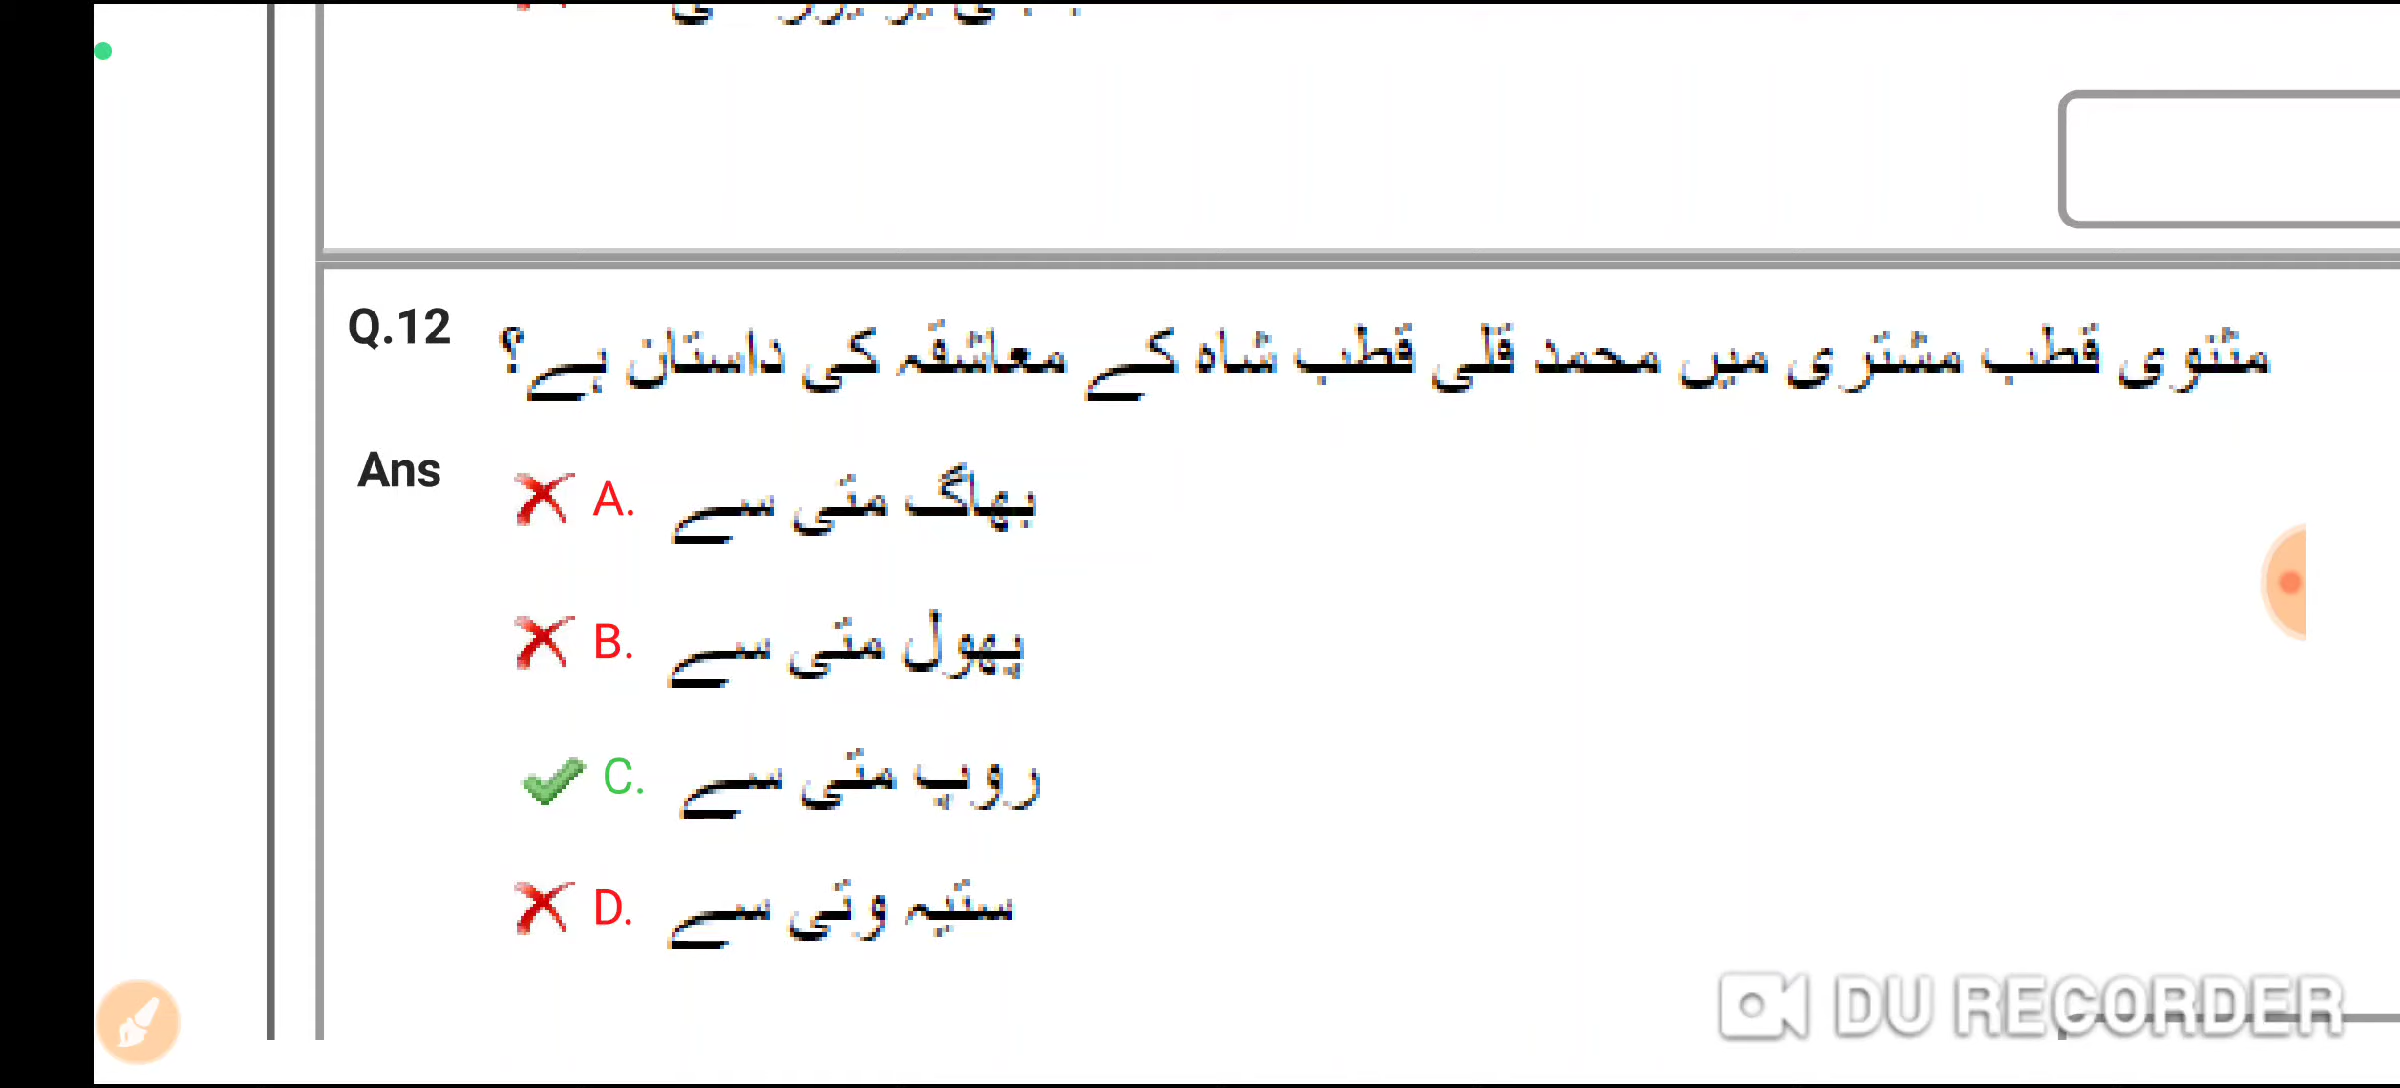 Q.12 مثنوی قطب مشتری میں محمد قلی قطب شاہ کے معاشقہ کی داستان ہے؟
Ans
A. بھاگ متی سے
B. پھول متی سے
C. روپ متی سے
D. ستیہ وتی سے
DU RECORDER